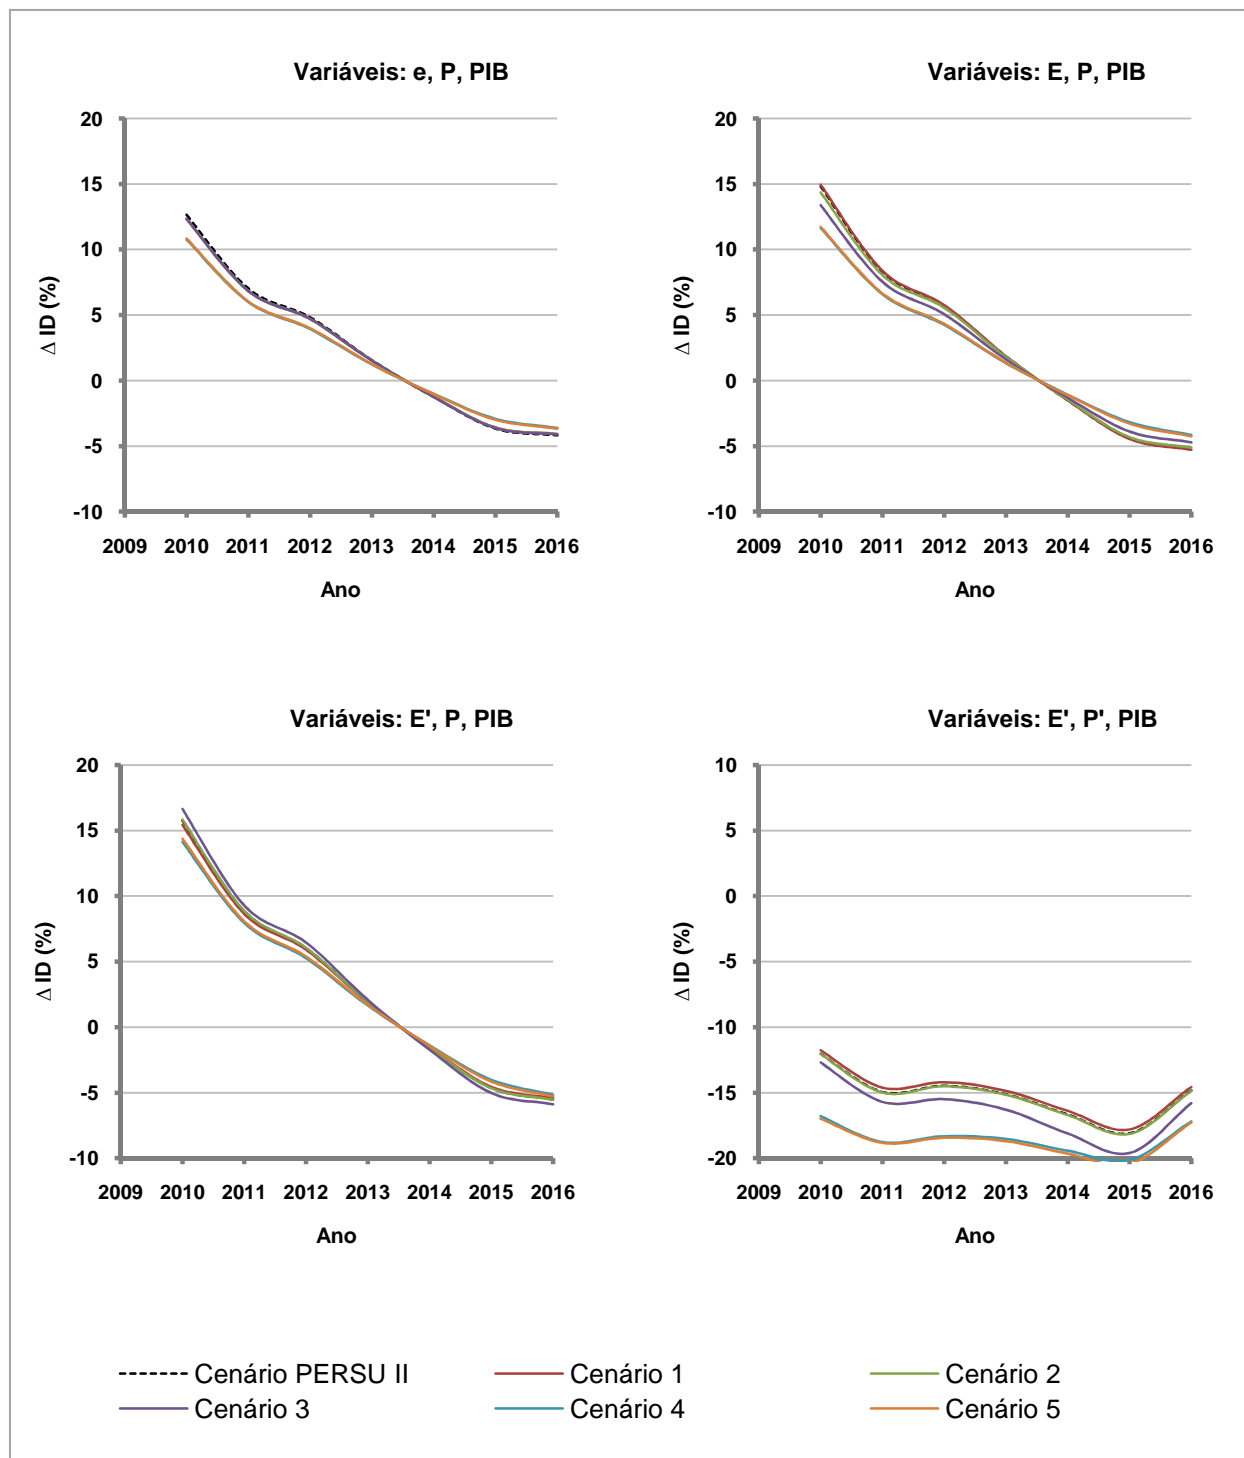 Variáveis: e, P, PIB
20
15
10
5
0
-5
-10
Δ ID (%)
2009 2010 2011 2012 2013 2014 2015 2016
Ano
Variáveis: E, P, PIB
20
15
10
5
0
-5
-10
Δ ID (%)
2009 2010 2011 2012 2013 2014 2015 2016
Ano
Variáveis: E', P, PIB
20
15
10
5
0
-5
-10
Δ ID (%)
2009 2010 2011 2012 2013 2014 2015 2016
Ano
Variáveis: E', P', PIB
10
5
0
-5
-10
-15
-20
Δ ID (%)
2009 2010 2011 2012 2013 2014 2015 2016
Ano
Cenário PERSU II
Cenário 1
Cenário 2
Cenário 3
Cenário 4
Cenário 5